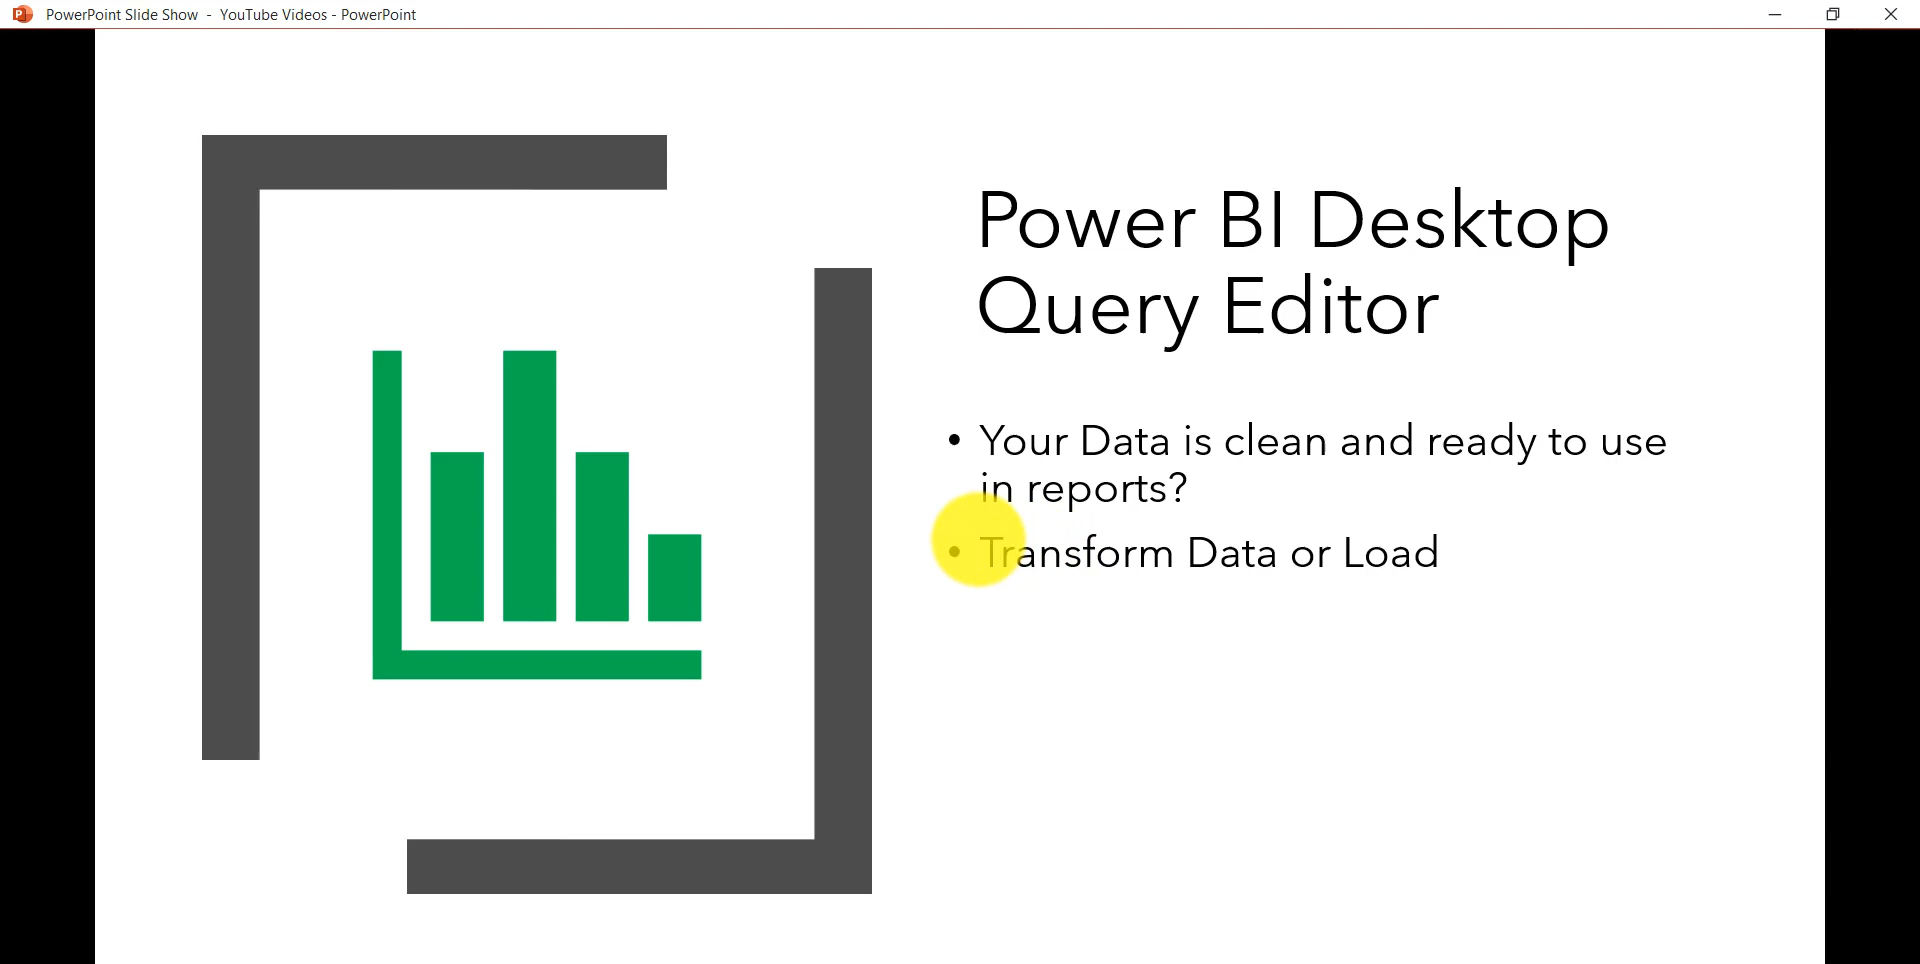 PowerPoint Slide Show - YouTube Videos - PowerPoint
Power BI Desktop
Query Editor
• Your Data is clean and ready to use
in reports?
• Transform Data or Load